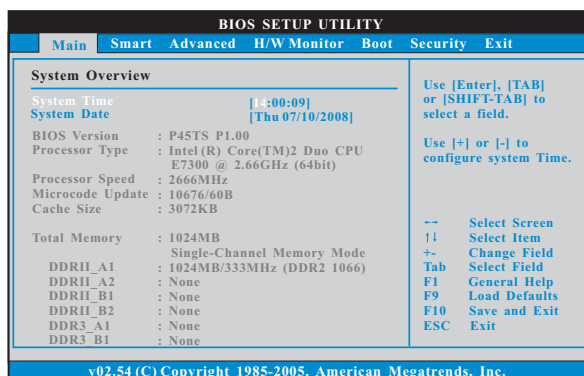 BIOS SETUP UTILITY
Main Smart Advanced H/W Monitor Boot Security Exit
System Overview
System Time [14:00:09]
System Date [Thu 07/10/2008]
BIOS Version : P45TS P1.00
Processor Type : Intel (R) Core(TM)2 Duo CPU
E7300 @ 2.66GHz (64bit)
Processor Speed : 2666MHz
Microcode Update : 10676/60B
Cache Size : 3072KB
Total Memory : 1024MB
Single-Channel Memory Mode
DDRII_A1 : 1024MB/333MHz (DDR2 1066)
DDRII_A2 : None
DDRII_B1 : None
DDRII_B2 : None
DDR3_A1 : None
DDR3_B1 : None
Use [Enter], [TAB]
or [SHIFT-TAB] to
select a field.
Use [+] or [-] to
configure system Time.
←→ Select Screen
↑↓ Select Item
+- Change Field
Tab Select Field
F1 General Help
F9 Load Defaults
F10 Save and Exit
ESC Exit
v02.54 (C) Copyright 1985-2005, American Megatrends, Inc.